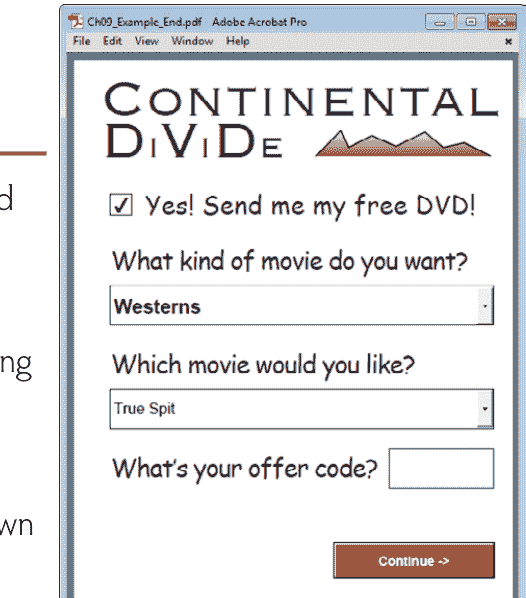 Ch09_Example_End.pdf Adobe Acrobat Pro
File Edit View Window Help
CONTINENTAL
DiViDe
Yes! Send me my free DVD!
What kind of movie do you want?
Westerns
Which movie would you like?
True Spit
What's your offer code?
Continue ->
d
ng
wn